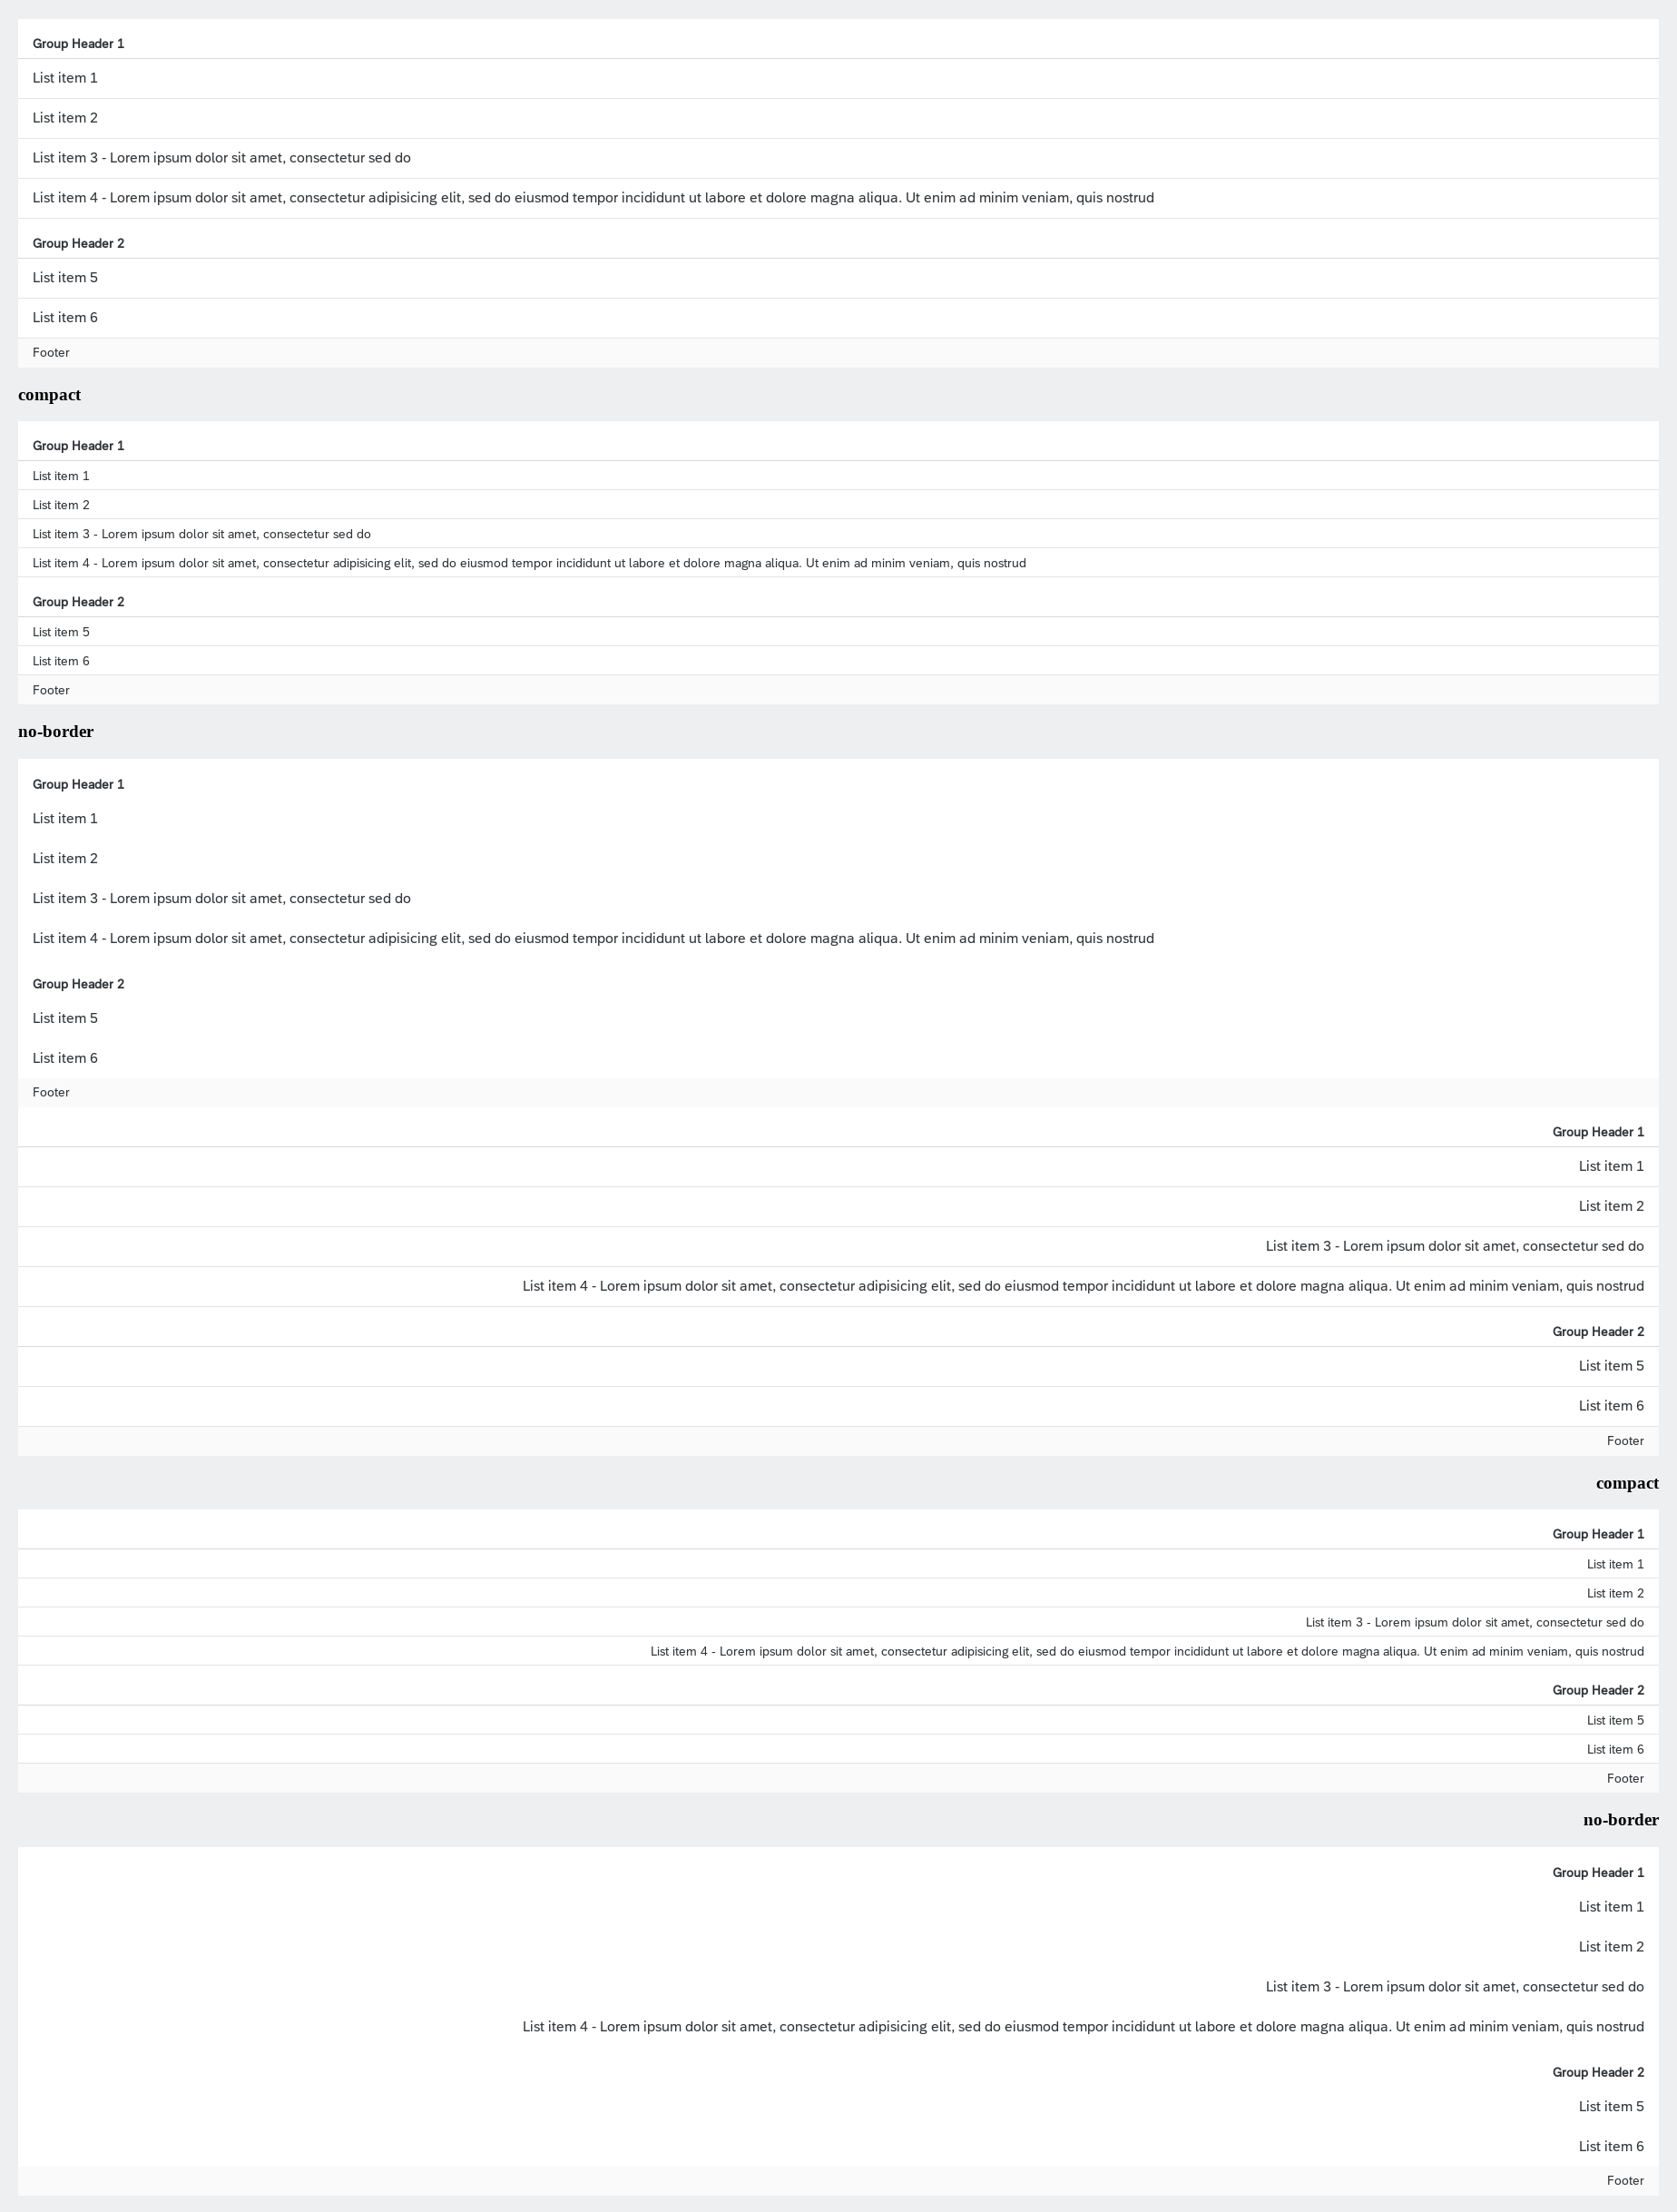 Group Header 1
List item 1
List item 2
List item 3 - Lorem ipsum dolor sit amet, consectetur sed do
List item 4 - Lorem ipsum dolor sit amet, consectetur adipisicing elit, sed do eiusmod tempor incididunt ut labore et dolore magna aliqua. Ut enim ad minim veniam, quis nostrud
Group Header 2
List item 5
List item 6
Footer
compact
Group Header 1
List item 1
List item 2
List item 3 - Lorem ipsum dolor sit amet, consectetur sed do
List item 4 - Lorem ipsum dolor sit amet, consectetur adipisicing elit, sed do eiusmod tempor incididunt ut labore et dolore magna aliqua. Ut enim ad minim veniam, quis nostrud
Group Header 2
List item 5
List item 6
Footer
no-border
Group Header 1
List item 1
List item 2
List item 3 - Lorem ipsum dolor sit amet, consectetur sed do
List item 4 - Lorem ipsum dolor sit amet, consectetur adipisicing elit, sed do eiusmod tempor incididunt ut labore et dolore magna aliqua. Ut enim ad minim veniam, quis nostrud
Group Header 2
List item 5
List item 6
Footer
Group Header 1
List item 1
List item 2
List item 3 - Lorem ipsum dolor sit amet, consectetur sed do
List item 4 - Lorem ipsum dolor sit amet, consectetur adipisicing elit, sed do eiusmod tempor incididunt ut labore et dolore magna aliqua. Ut enim ad minim veniam, quis nostrud
Group Header 2
List item 5
List item 6
Footer
compact
Group Header 1
List item 1
List item 2
List item 3 - Lorem ipsum dolor sit amet, consectetur sed do
List item 4 - Lorem ipsum dolor sit amet, consectetur adipisicing elit, sed do eiusmod tempor incididunt ut labore et dolore magna aliqua. Ut enim ad minim veniam, quis nostrud
Group Header 2
List item 5
List item 6
Footer
no-border
Group Header 1
List item 1
List item 2
List item 3 - Lorem ipsum dolor sit amet, consectetur sed do
List item 4 - Lorem ipsum dolor sit amet, consectetur adipisicing elit, sed do eiusmod tempor incididunt ut labore et dolore magna aliqua. Ut enim ad minim veniam, quis nostrud
Group Header 2
List item 5
List item 6
Footer